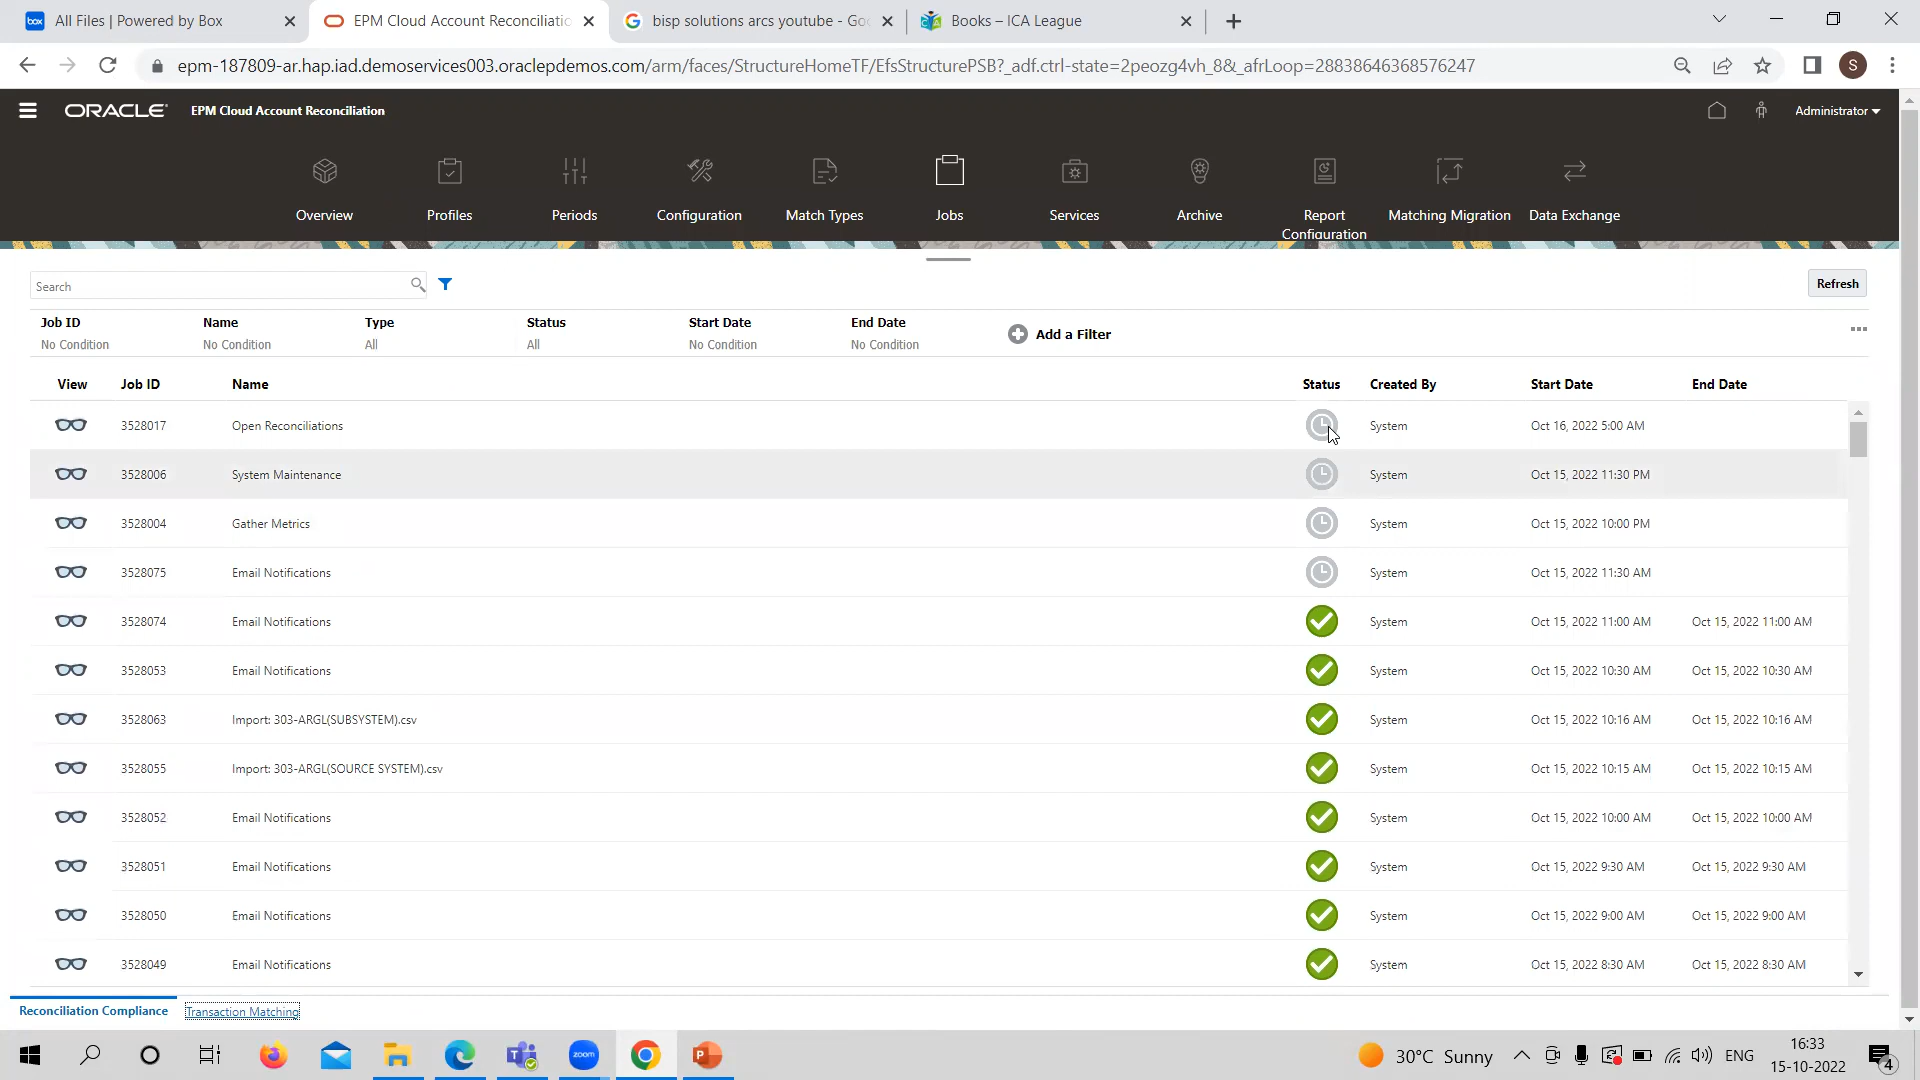 box All Files | Powered by Box
EPM Cloud Account Reconciliatic
bisp solutions arcs youtube - Goo
Books – ICA League
epm-187809-ar.hap.iad.demoservices003.oraclepdemos.com/arm/faces/StructureHomeTF/EfsStructurePSB?_adf.ctrl-state=2peozg4vh_8&_afrLoop=28838646368576247
S
ORACLE EPM Cloud Account Reconciliation
Administrator
Overview
Profiles
Periods
Configuration
Match Types
Jobs
Services
Archive
Report
Configuration
Matching Migration
Data Exchange
Search
Refresh
Job ID Name Type Status Start Date End Date
No Condition No Condition All All No Condition No Condition
Add a Filter
View Job ID Name Status Created By Start Date End Date
3528017 Open Reconciliations System Oct 16, 2022 5:00 AM
3528006 System Maintenance System Oct 15, 2022 11:30 PM
3528004 Gather Metrics System Oct 15, 2022 10:00 PM
3528075 Email Notifications System Oct 15, 2022 11:30 AM
3528074 Email Notifications System Oct 15, 2022 11:00 AM Oct 15, 2022 11:00 AM
3528053 Email Notifications System Oct 15, 2022 10:30 AM Oct 15, 2022 10:30 AM
3528063 Import: 303-ARGL(SUBSYSTEM).csv System Oct 15, 2022 10:16 AM Oct 15, 2022 10:16 AM
3528055 Import: 303-ARGL(SOURCE SYSTEM).csv System Oct 15, 2022 10:15 AM Oct 15, 2022 10:15 AM
3528052 Email Notifications System Oct 15, 2022 10:00 AM Oct 15, 2022 10:00 AM
3528051 Email Notifications System Oct 15, 2022 9:30 AM Oct 15, 2022 9:30 AM
3528050 Email Notifications System Oct 15, 2022 9:00 AM Oct 15, 2022 9:00 AM
3528049 Email Notifications System Oct 15, 2022 8:30 AM Oct 15, 2022 8:30 AM
Reconciliation Compliance Transaction Matching
zoom
30°C Sunny
ENG
16:33
15-10-2022
4